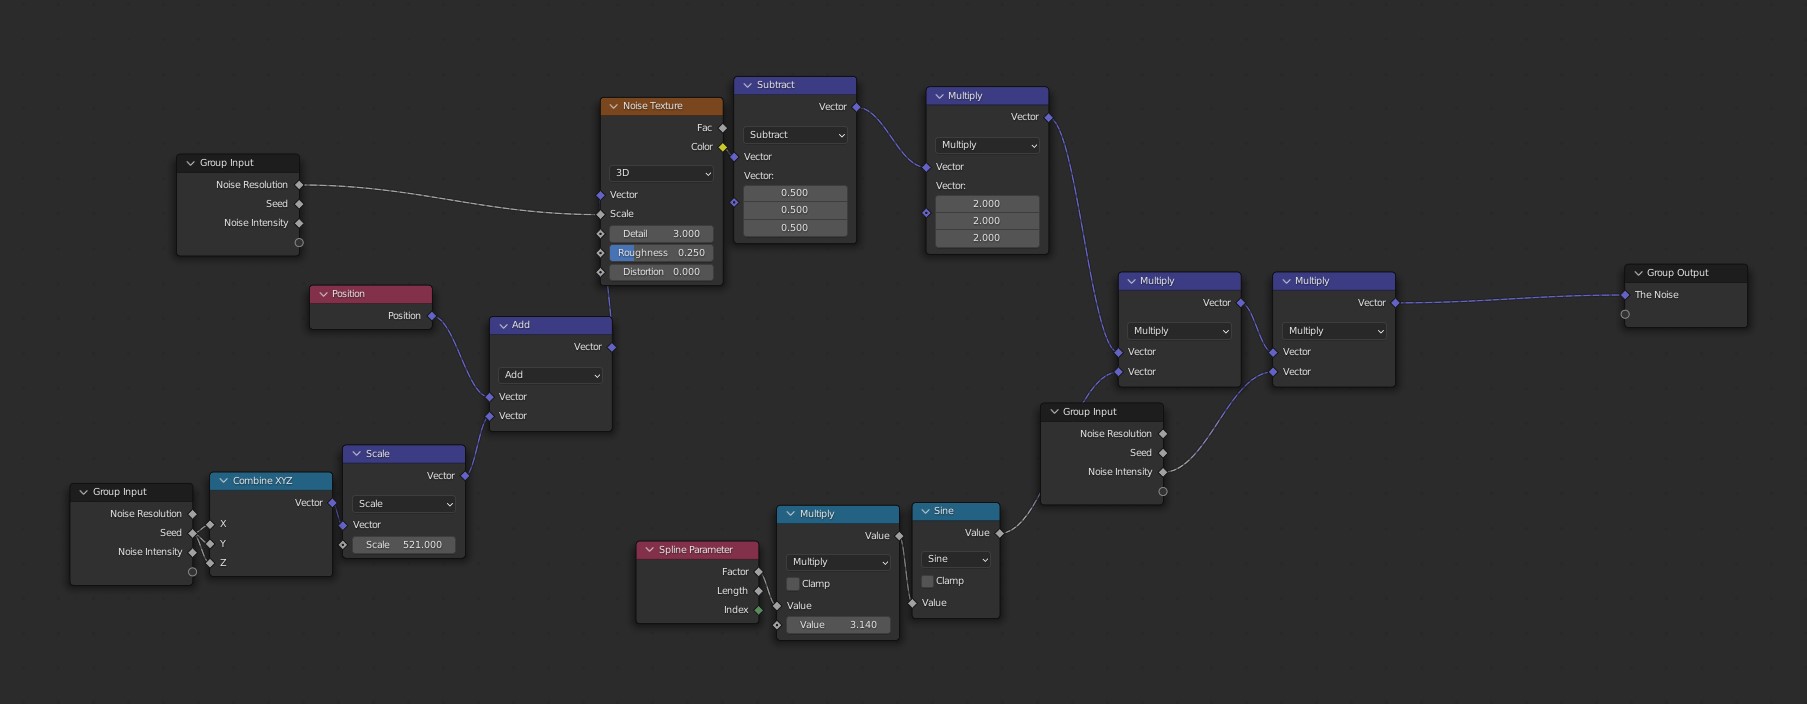 Group Input
Noise Resolution
Seed
Noise Intensity
Position
Position
Group Input
Noise Resolution
Seed
Noise Intensity
Combine XYZ
Vector
X
Y
Z
Scale
Vector
Scale
Vector
Scale 521.000
Add
Vector
Add
Vector
Vector
Noise Texture
Fac
Color
3D
Vector
Scale
Detail 3.000
Roughness 0.250
Distortion 0.000
Subtract
Vector
Subtract
Vector
Vector:
0.500
0.500
0.500
Multiply
Vector
Multiply
Vector
Vector:
2.000
2.000
2.000
Spline Parameter
Factor
Length
Index
Multiply
Value
Multiply
Clamp
Value
Value 3.140
Sine
Value
Sine
Clamp
Value
Group Input
Noise Resolution
Seed
Noise Intensity
Multiply
Vector
Multiply
Vector
Vector
Multiply
Vector
Multiply
Vector
Vector
Group Output
The Noise